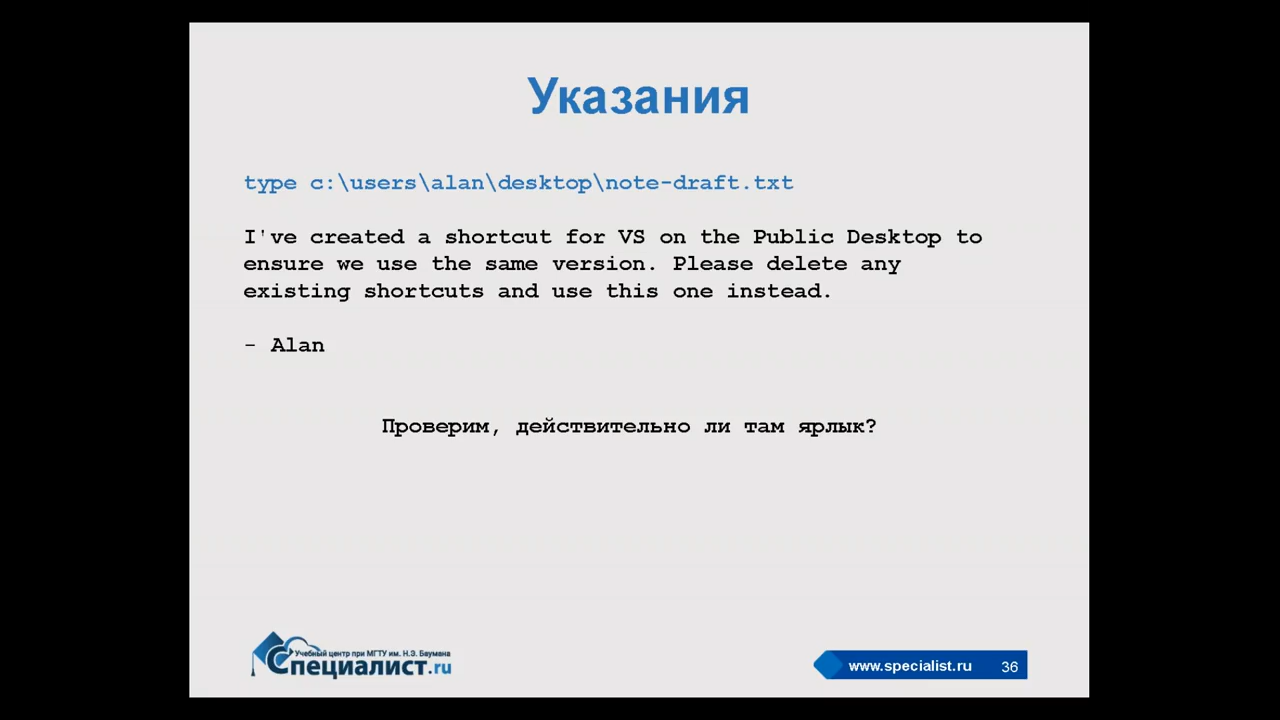 Указания
type c:\users\alan\desktop\note-draft.txt
I've created a shortcut for VS on the Public Desktop to
ensure we use the same version. Please delete any
existing shortcuts and use this one instead.
- Alan
Проверим, действительно ли там ярлык?
Учебный центр при МГТУ им. Н.Э. Баумана
Специалист.ru
www.specialist.ru 36